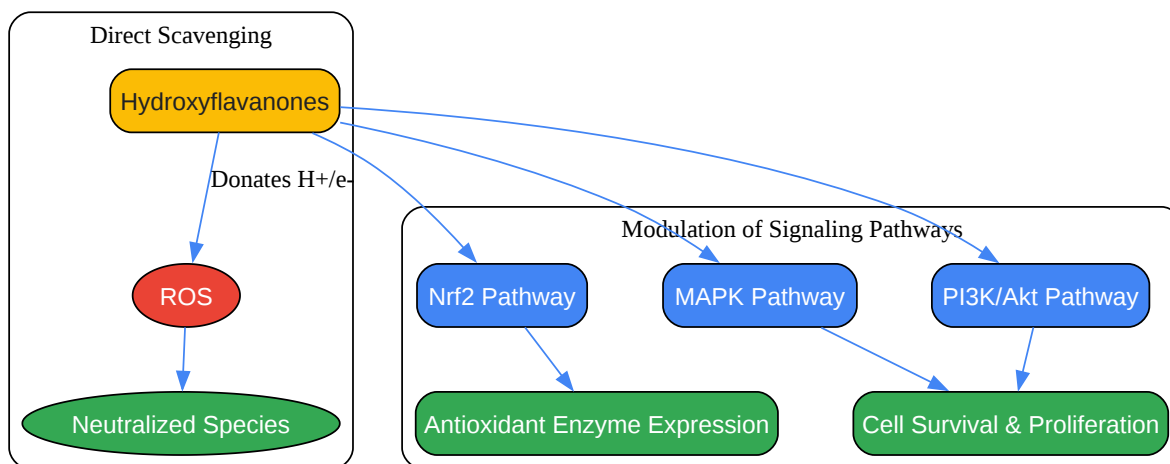 Direct Scavenging
Hydroxyflavanones
Donates H+/e-
Modulation of Signaling Pathways
ROS
Nrf2 Pathway
MAPK Pathway
PI3K/Akt Pathway
Neutralized Species
Antioxidant Enzyme Expression
Cell Survival & Proliferation